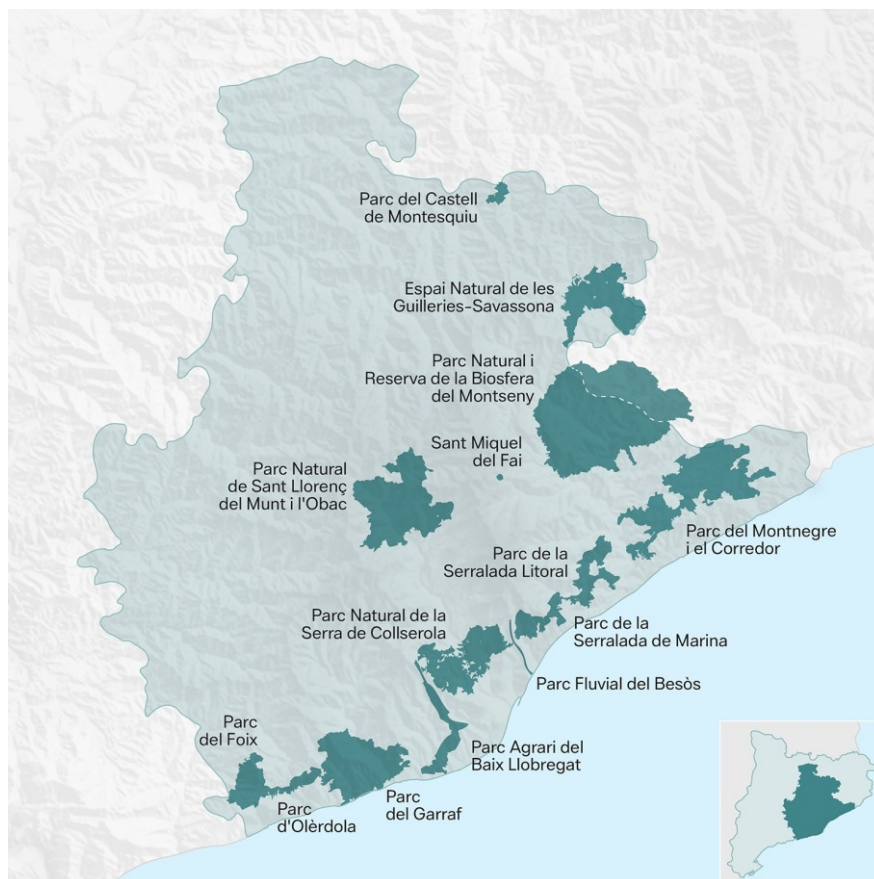 Parc del Castell
de Montesquiu
Espai Natural de les
Guilleries-Savassona
Parc Natural i
Reserva de la Biosfera
del Montseny
Sant Miquel
del Fai
Parc Natural
de Sant Llorenç
del Munt i l'Obac
Parc del Montnegre
i el Corredor
Parc de la
Serralada Litoral
Parc Natural de la
Serra de Collserola
Parc de la
Serralada de Marina
Parc Fluvial del Besòs
Parc
del Foix
Parc Agrari del
Baix Llobregat
Parc
d'Olèrdola
Parc
del Garraf